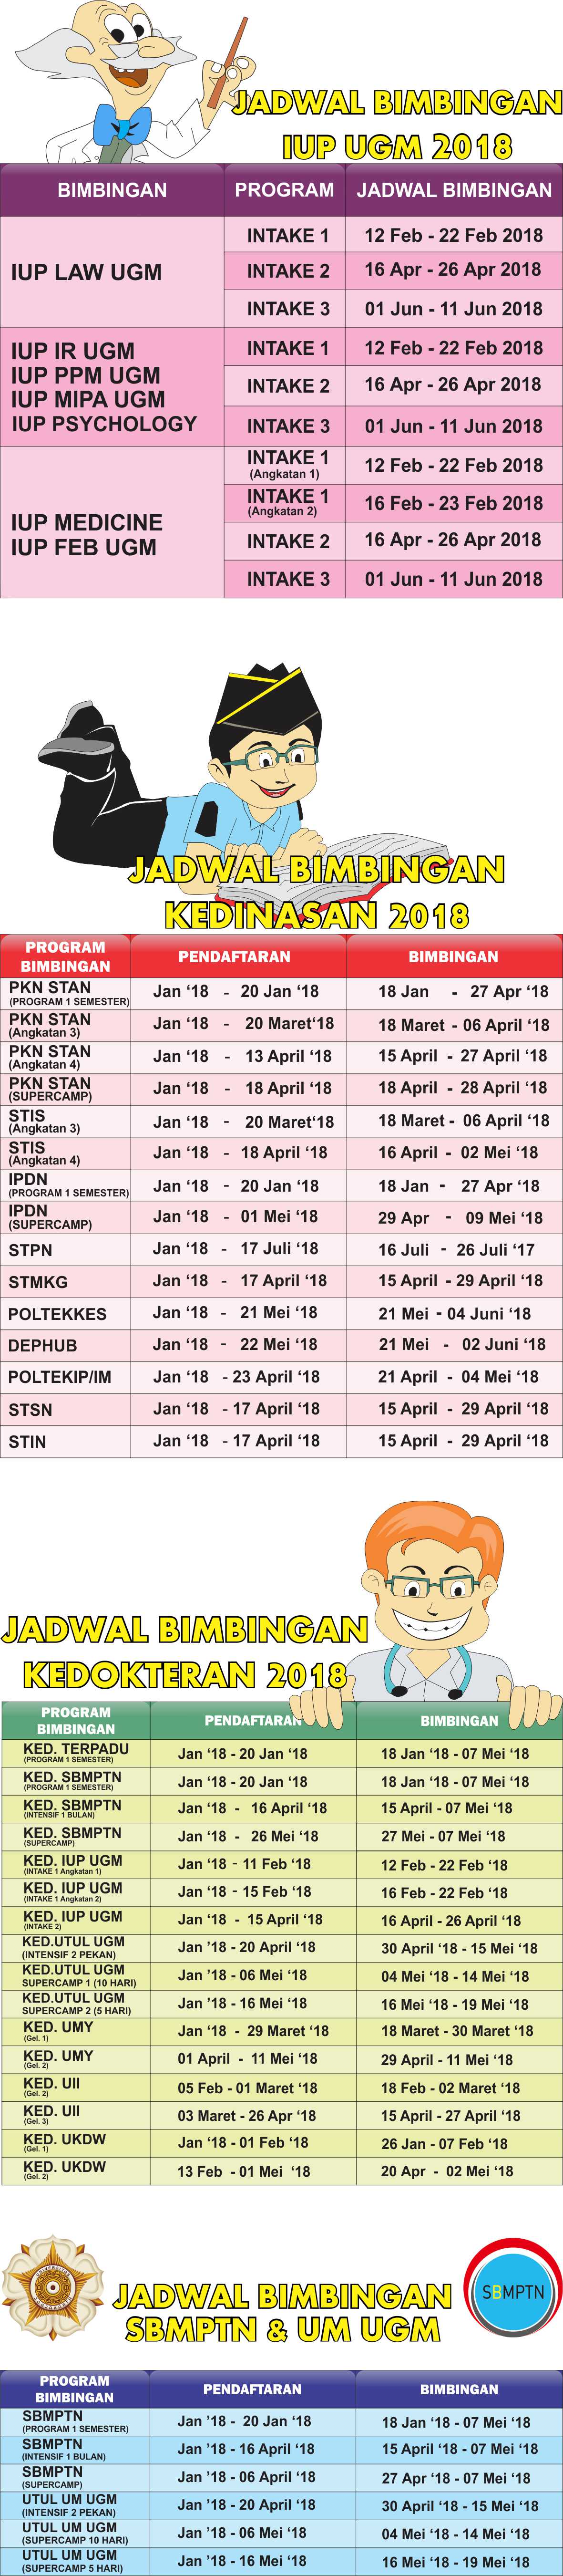 JADWAL BIMBINGAN
IUP UGM 2018
BIMBINGAN PROGRAM JADWAL BIMBINGAN
IUP LAW UGM
INTAKE 1 12 Feb - 22 Feb 2018
INTAKE 2 16 Apr - 26 Apr 2018
INTAKE 3 01 Jun - 11 Jun 2018
IUP IR UGM
IUP PPM UGM
IUP MIPA UGM
IUP PSYCHOLOGY
INTAKE 1 12 Feb - 22 Feb 2018
INTAKE 2 16 Apr - 26 Apr 2018
INTAKE 3 01 Jun - 11 Jun 2018
IUP MEDICINE
IUP FEB UGM
INTAKE 1 12 Feb - 22 Feb 2018
(Angkatan 1)
INTAKE 1 16 Feb - 23 Feb 2018
(Angkatan 2)
INTAKE 2 16 Apr - 26 Apr 2018
INTAKE 3 01 Jun - 11 Jun 2018
JADWAL BIMBINGAN
KEDINASAN 2018
PROGRAM
BIMBINGAN PENDAFTARAN BIMBINGAN
PKN STAN Jan ‘18 - 20 Jan ‘18 18 Jan - 27 Apr ‘18
(PROGRAM 1 SEMESTER)
PKN STAN Jan ‘18 - 20 Maret‘18 18 Maret - 06 April ‘18
(Angkatan 3)
PKN STAN Jan ‘18 - 13 April ‘18 15 April - 27 April ‘18
(Angkatan 4)
PKN STAN Jan ‘18 - 18 April ‘18 18 April - 28 April ‘18
(SUPERCAMP)
STIS Jan ‘18 - 20 Maret‘18 18 Maret - 06 April ‘18
(Angkatan 3)
STIS Jan ‘18 - 18 April ‘18 16 April - 02 Mei ‘18
(Angkatan 4)
IPDN Jan ‘18 - 20 Jan ‘18 18 Jan - 27 Apr ‘18
(PROGRAM 1 SEMESTER)
IPDN Jan ‘18 - 01 Mei ‘18 29 Apr - 09 Mei ‘18
(SUPERCAMP)
STPN Jan ‘18 - 17 Juli ‘18 16 Juli - 26 Juli ‘17
STMKG Jan ‘18 - 17 April ‘18 15 April - 29 April ‘18
POLTEKKES Jan ‘18 - 21 Mei ‘18 21 Mei - 04 Juni ‘18
DEPHUB Jan ‘18 - 22 Mei ‘18 21 Mei - 02 Juni ‘18
POLTEKIP/IM Jan ‘18 - 23 April ‘18 21 April - 04 Mei ‘18
STSN Jan ‘18 - 17 April ‘18 15 April - 29 April ‘18
STIN Jan ‘18 - 17 April ‘18 15 April - 29 April ‘18
JADWAL BIMBINGAN
KEDOKTERAN 2018
PROGRAM
BIMBINGAN PENDAFTARAN BIMBINGAN
KED. TERPADU Jan ‘18 - 20 Jan ‘18 18 Jan ‘18 - 07 Mei ‘18
(PROGRAM 1 SEMESTER)
KED. SBMPTN Jan ‘18 - 20 Jan ‘18 18 Jan ‘18 - 07 Mei ‘18
(PROGRAM 1 SEMESTER)
KED. SBMPTN Jan ‘18 - 16 April ‘18 15 April - 07 Mei ‘18
(INTENSIF 1 BULAN)
KED. SBMPTN Jan ‘18 - 26 Mei ‘18 27 Mei - 07 Mei ‘18
(SUPERCAMP)
KED. IUP UGM Jan ‘18 - 11 Feb ‘18 12 Feb - 22 Feb ‘18
(INTAKE 1 Angkatan 1)
KED. IUP UGM Jan ‘18 - 15 Feb ‘18 16 Feb - 22 Feb ‘18
(INTAKE 1 Angkatan 2)
KED. IUP UGM Jan ‘18 - 15 April ‘18 16 April - 26 April ‘18
(INTAKE 2)
KED.UTUL UGM Jan ‘18 - 20 April ‘18 30 April ‘18 - 15 Mei ‘18
(INTENSIF 2 PEKAN)
KED.UTUL UGM Jan ’18 - 06 Mei ‘18 04 Mei ‘18 - 14 Mei ‘18
SUPERCAMP 1 (10 HARI)
KED.UTUL UGM Jan ’18 - 16 Mei ‘18 16 Mei ‘18 - 19 Mei ‘18
SUPERCAMP 2 (5 HARI)
KED. UMY Jan ‘18 - 29 Maret ‘18 18 Maret - 30 Maret ‘18
(Gel. 1)
KED. UMY 01 April - 11 Mei ‘18 29 April - 11 Mei ‘18
(Gel. 2)
KED. UII 05 Feb - 01 Maret ‘18 18 Feb - 02 Maret ‘18
(Gel. 2)
KED. UII 03 Maret - 26 Apr ‘18 15 April - 27 April ‘18
(Gel. 3)
KED. UKDW Jan ‘18 - 01 Feb ‘18 26 Jan - 07 Feb ‘18
(Gel. 1)
KED. UKDW 13 Feb - 01 Mei ‘18 20 Apr - 02 Mei ‘18
(Gel. 2)
JADWAL BIMBINGAN
SBMPTN & UM UGM
SBMPTN
PROGRAM
BIMBINGAN PENDAFTARAN BIMBINGAN
SBMPTN Jan ’18 - 20 Jan ‘18 18 Jan ‘18 - 07 Mei ‘18
(PROGRAM 1 SEMESTER)
SBMPTN Jan ’18 - 16 April ‘18 15 April ‘18 - 07 Mei ‘18
(INTENSIF 1 BULAN)
SBMPTN Jan ’18 - 06 April ‘18 27 Apr ‘18 - 07 Mei ‘18
(SUPERCAMP)
UTUL UM UGM Jan ’18 - 20 April ‘18 30 April ‘18 - 15 Mei ‘18
(INTENSIF 2 PEKAN)
UTUL UM UGM Jan ’18 - 06 Mei ‘18 04 Mei ‘18 - 14 Mei ‘18
(SUPERCAMP 10 HARI)
UTUL UM UGM Jan ’18 - 16 Mei ‘18 16 Mei ‘18 - 19 Mei ‘18
(SUPERCAMP 5 HARI)